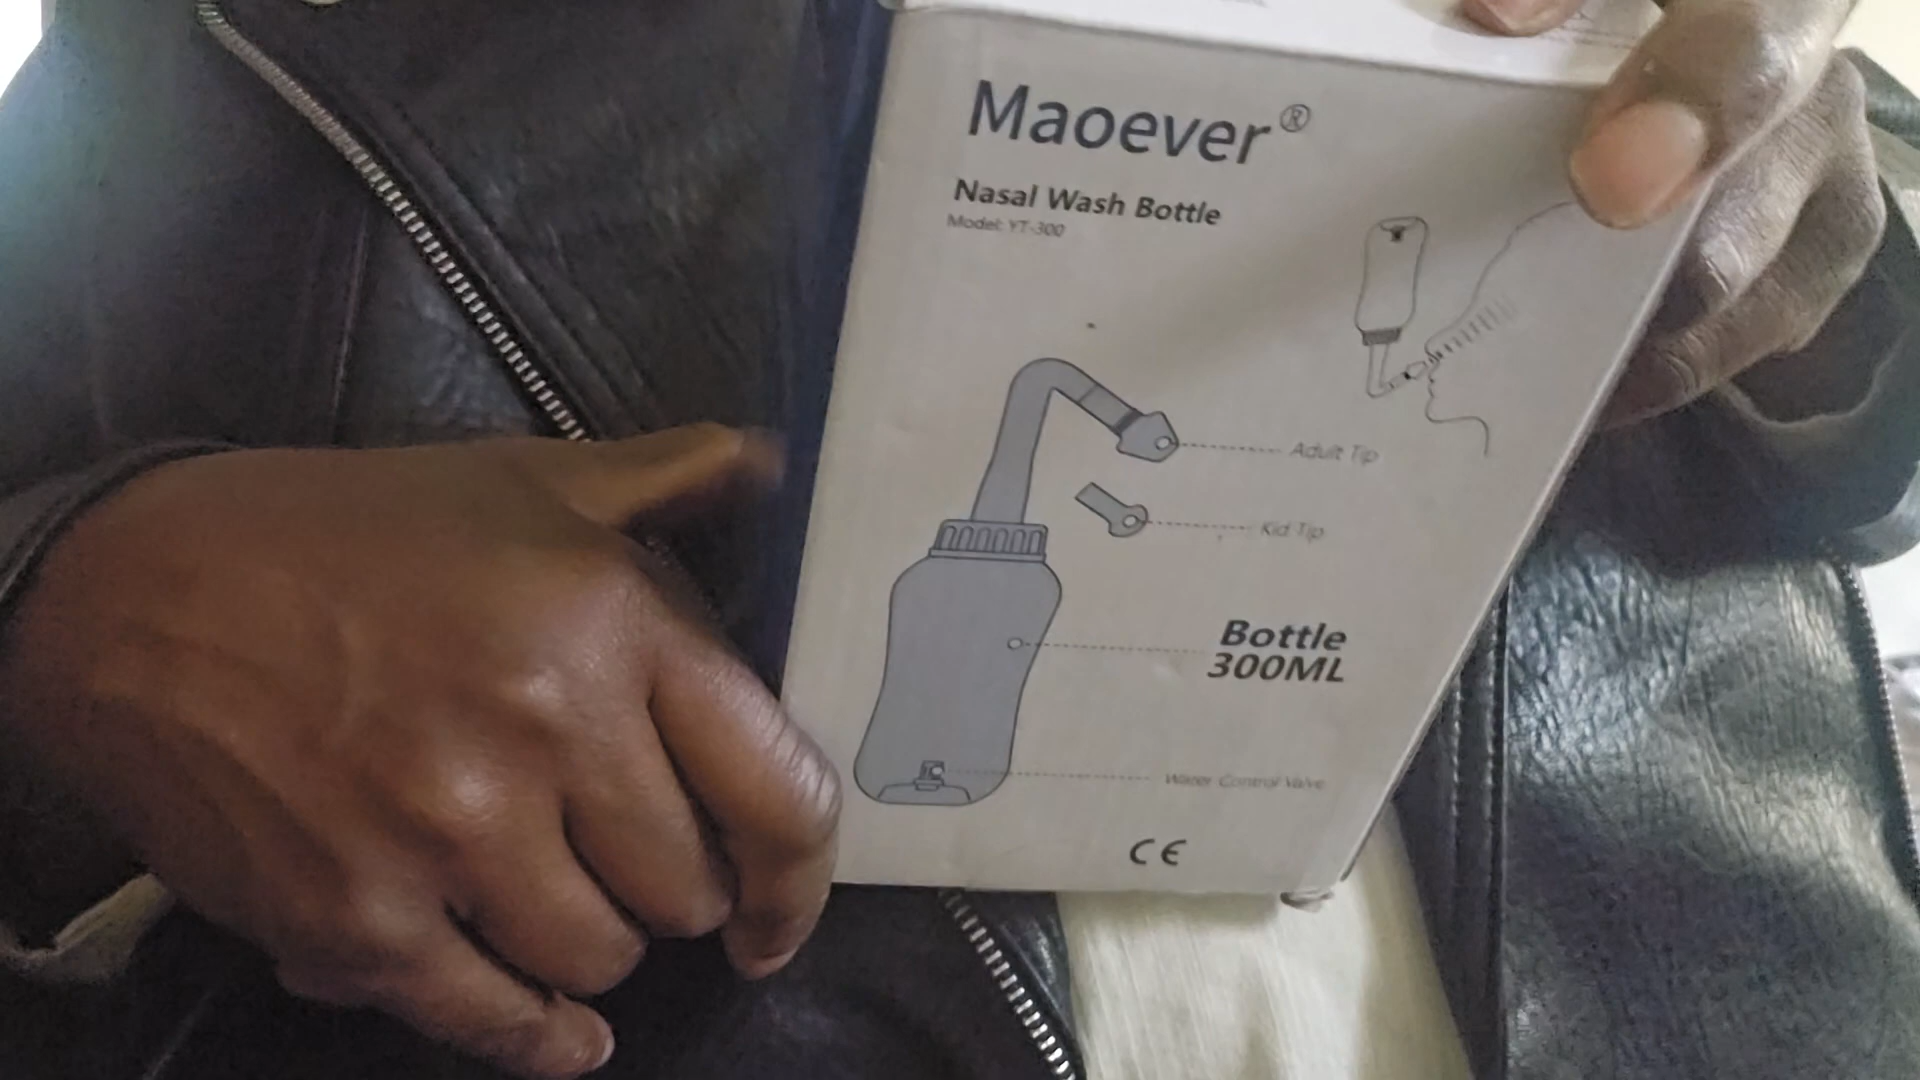 Maoever®
Nasal Wash Bottle
Model: YT-300
Adult Tip
Kid Tip
Bottle
300ML
Water Control Valve
CE